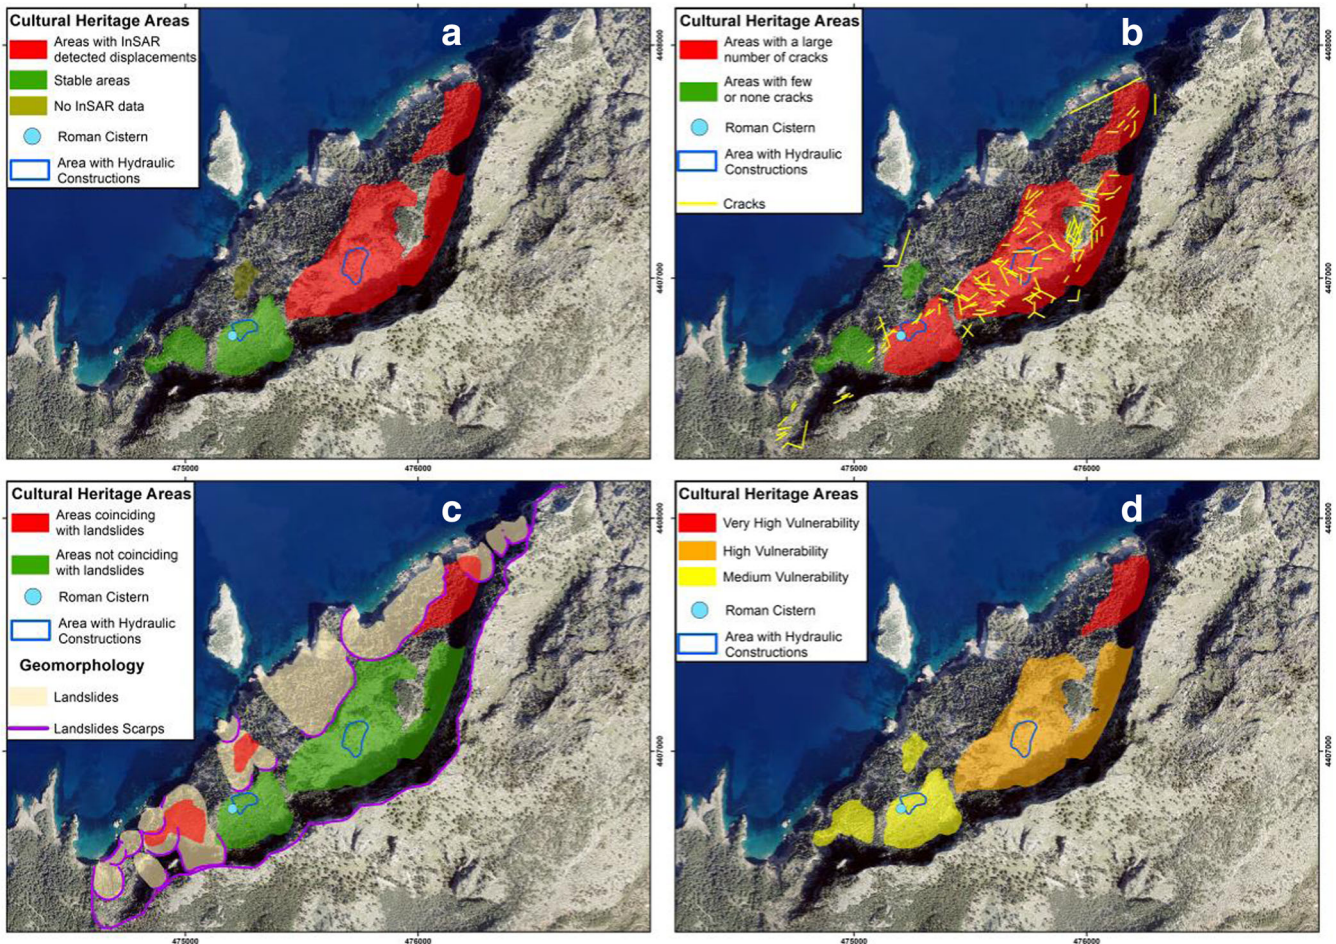 Cultural Heritage Areas
Areas with InSAR
detected displacements
Stable areas
No InSAR data
Roman Cistern
Area with Hydraulic
Constructions
a
4408000
4407000
475000
476000
Cultural Heritage Areas
Areas with a large
number of cracks
Areas with few
or none cracks
Roman Cistern
Area with Hydraulic
Constructions
Cracks
b
4408000
4407000
475000
476000
Cultural Heritage Areas
Areas coinciding
with landslides
Areas not coinciding
with landslides
Roman Cistern
Area with Hydraulic
Constructions
Geomorphology
Landslides
Landslides Scarps
c
4408000
4407000
475000
476000
Cultural Heritage Areas
Very High Vulnerability
High Vulnerability
Medium Vulnerability
Roman Cistern
Area with Hydraulic
Constructions
d
4408000
4407000
475000
476000